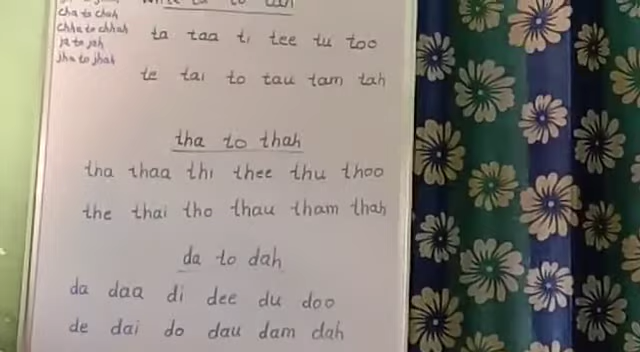 cha to chah
chha to chhah
ja to jah
jha to jhah
ta taa ti tee tu too
te tai to tau tam tah
tha to thah
tha thaa thi thee thu thoo
the thai tho thau tham thah
da to dah
da daa di dee du doo
de dai do dau dam dah